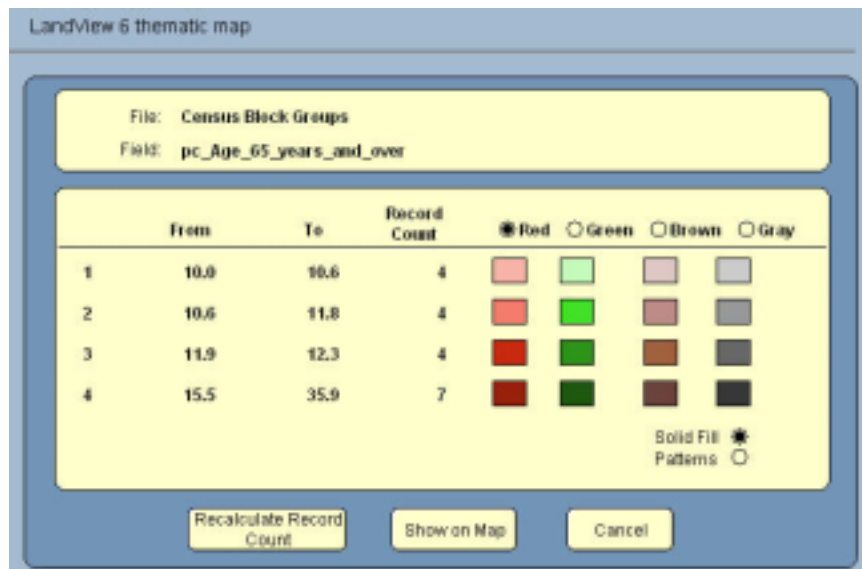 LandView 6 thematic map
File: Census Block Groups
Field: pc_Age_65_years_and_over
From To Record Count Red Green Brown Gray
1 10.0 10.6 4
2 10.6 11.8 4
3 11.9 12.3 4
4 15.5 35.9 7
Solid Fill
Patterns
Recalculate Record Count Show on Map Cancel